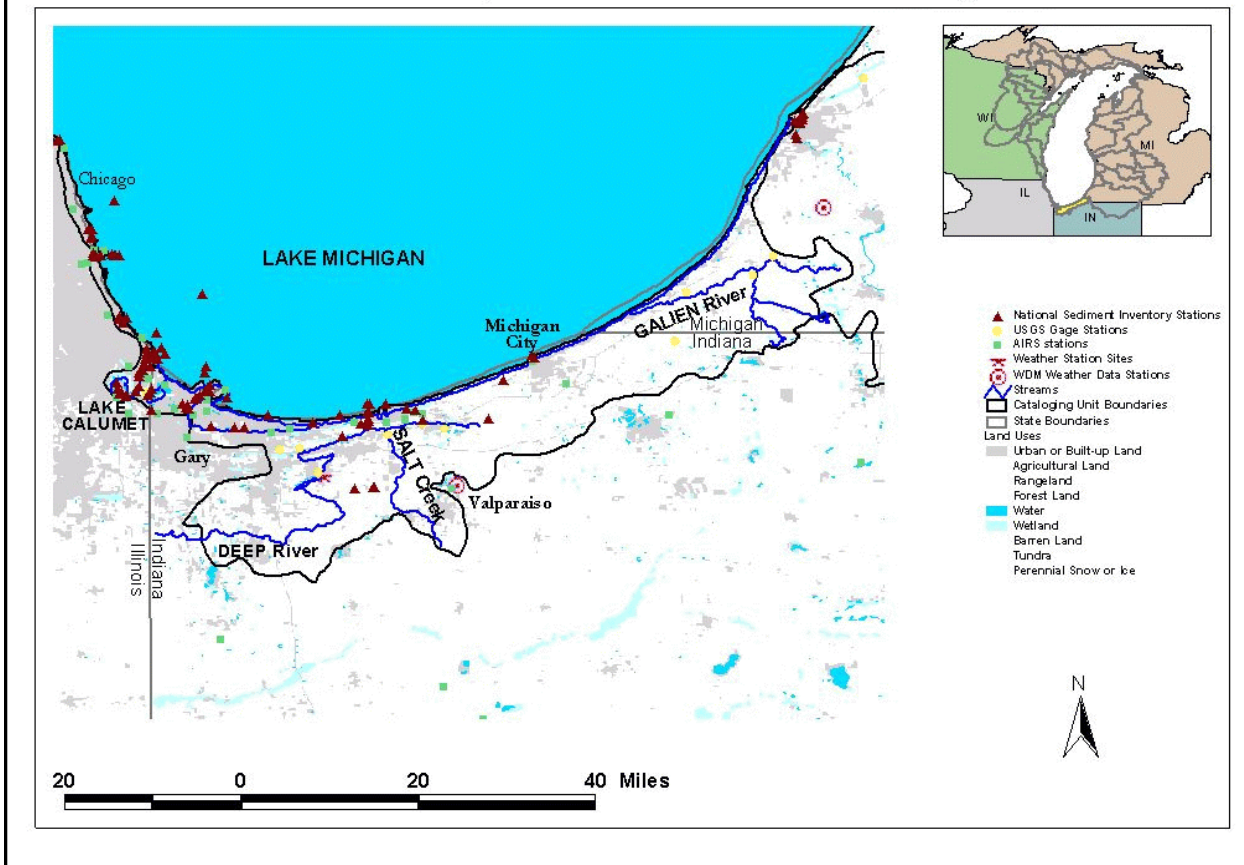 Chicago
LAKE MICHIGAN
Michigan
City
GALIEN River
Michigan
Indiana
LAKE
CALUMET
Gary
SALT Creek
Valparaiso
DEEP River
Indiana
Illinois
WI
MI
IL
IN
National Sediment Inventory Stations
USGS Gage Stations
AIRS stations
Weather Station Sites
WDM Weather Data Stations
Streams
Cataloging Unit Boundaries
State Boundaries
Land Uses
Urban or Built-up Land
Agricultural Land
Rangeland
Forest Land
Water
Wetland
Barren Land
Tundra
Perennial Snow or Ice
N
20 0 20 40 Miles